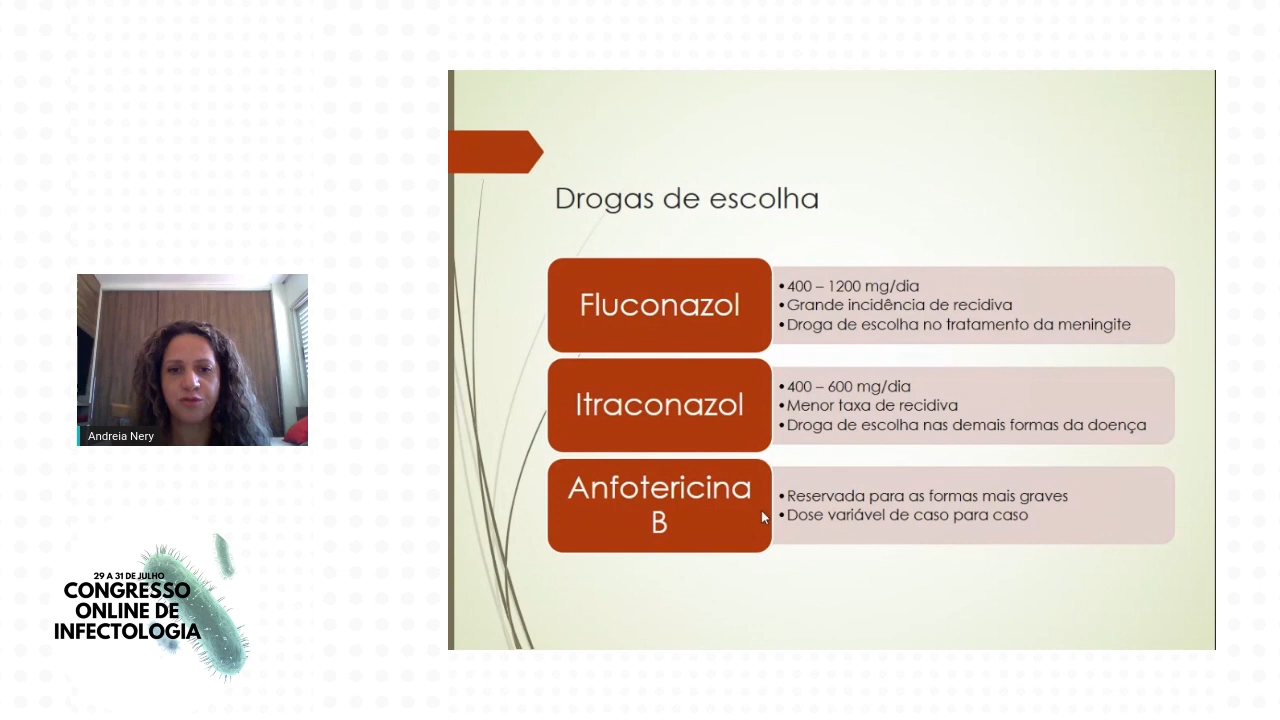 Drogas de escolha
Fluconazol
•400 – 1200 mg/dia
•Grande incidência de recidiva
•Droga de escolha no tratamento da meningite
Itraconazol
•400 – 600 mg/dia
•Menor taxa de recidiva
•Droga de escolha nas demais formas da doença
Anfotericina
B
•Reservada para as formas mais graves
•Dose variável de caso para caso
Andreia Nery
29 A 31 DE JULHO
CONGRESSO
ONLINE DE
INFECTOLOGIA